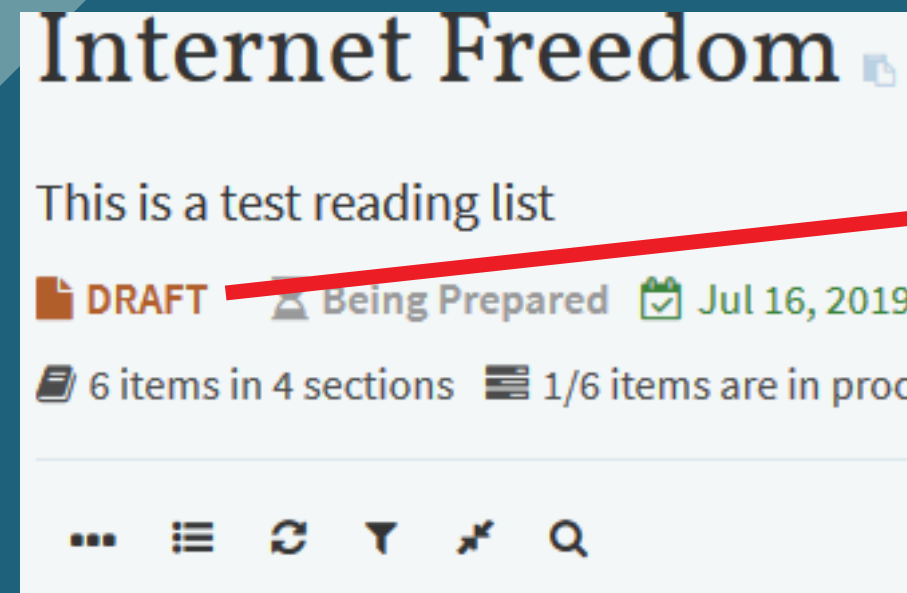 Internet Freedom
This is a test reading list
DRAFT Being Prepared Jul 16, 2019
6 items in 4 sections 1/6 items are in